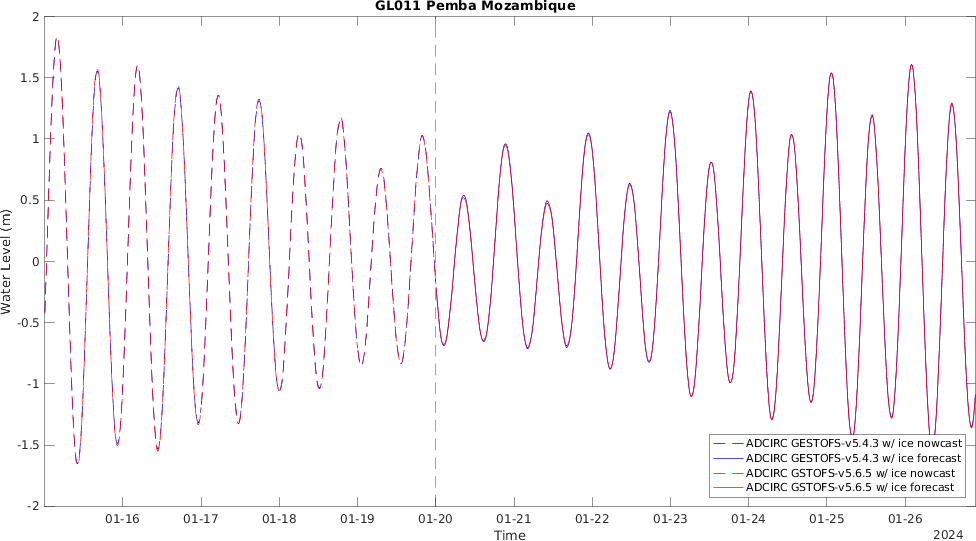 GL011 Pemba Mozambique
2
1.5
1
0.5
0
-0.5
-1
-1.5
-2
Water Level (m)
ADCIRC GESTOFS-v5.4.3 w/ ice nowcast
ADCIRC GESTOFS-v5.4.3 w/ ice forecast
ADCIRC GSTOFS-v5.6.5 w/ ice nowcast
ADCIRC GSTOFS-v5.6.5 w/ ice forecast
01-16 01-17 01-18 01-19 01-20 01-21 01-22 01-23 01-24 01-25 01-26
Time
2024